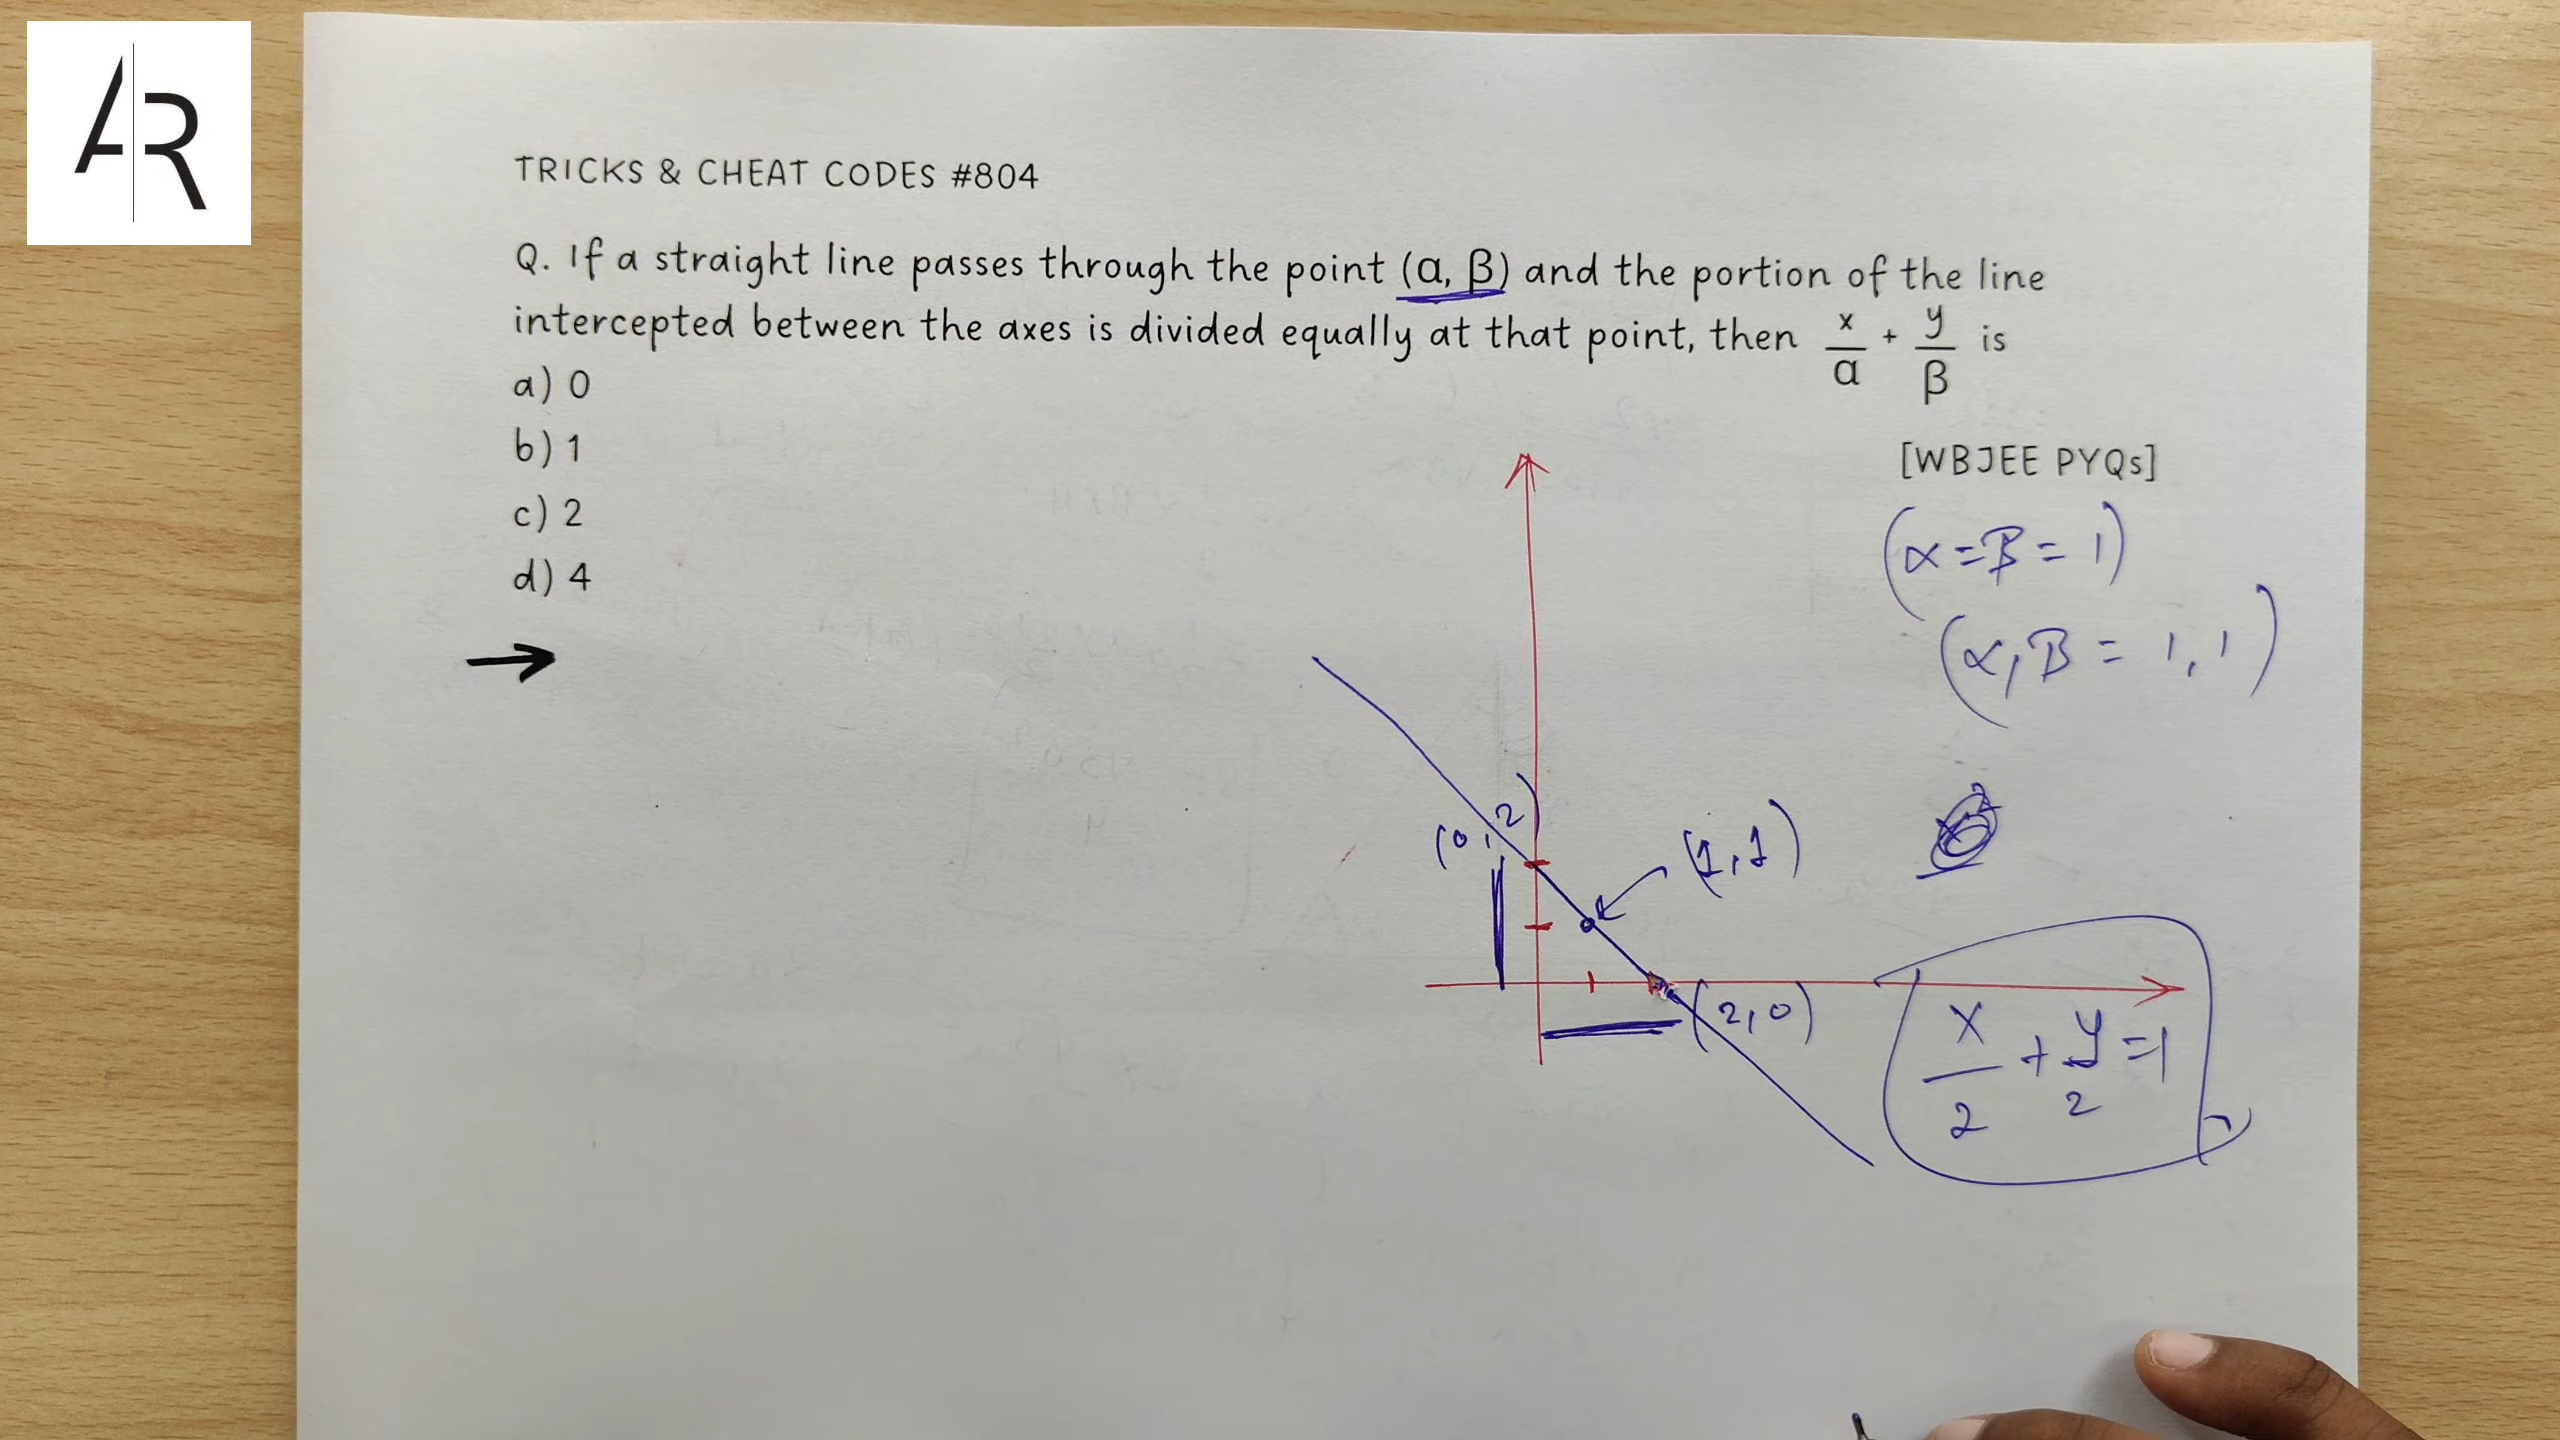 AR
TRICKS & CHEAT CODES #804
Q. If a straight line passes through the point (α, β) and the portion of the line
intercepted between the axes is divided equally at that point, then x/α + y/β is
a) 0
b) 1
c) 2
d) 4
[WBJEE PYQs]
(α = β = 1)
(α, β = 1, 1)
→
(0, 2)
(1, 1)
(2, 0)
x/2 + y/2 = 1